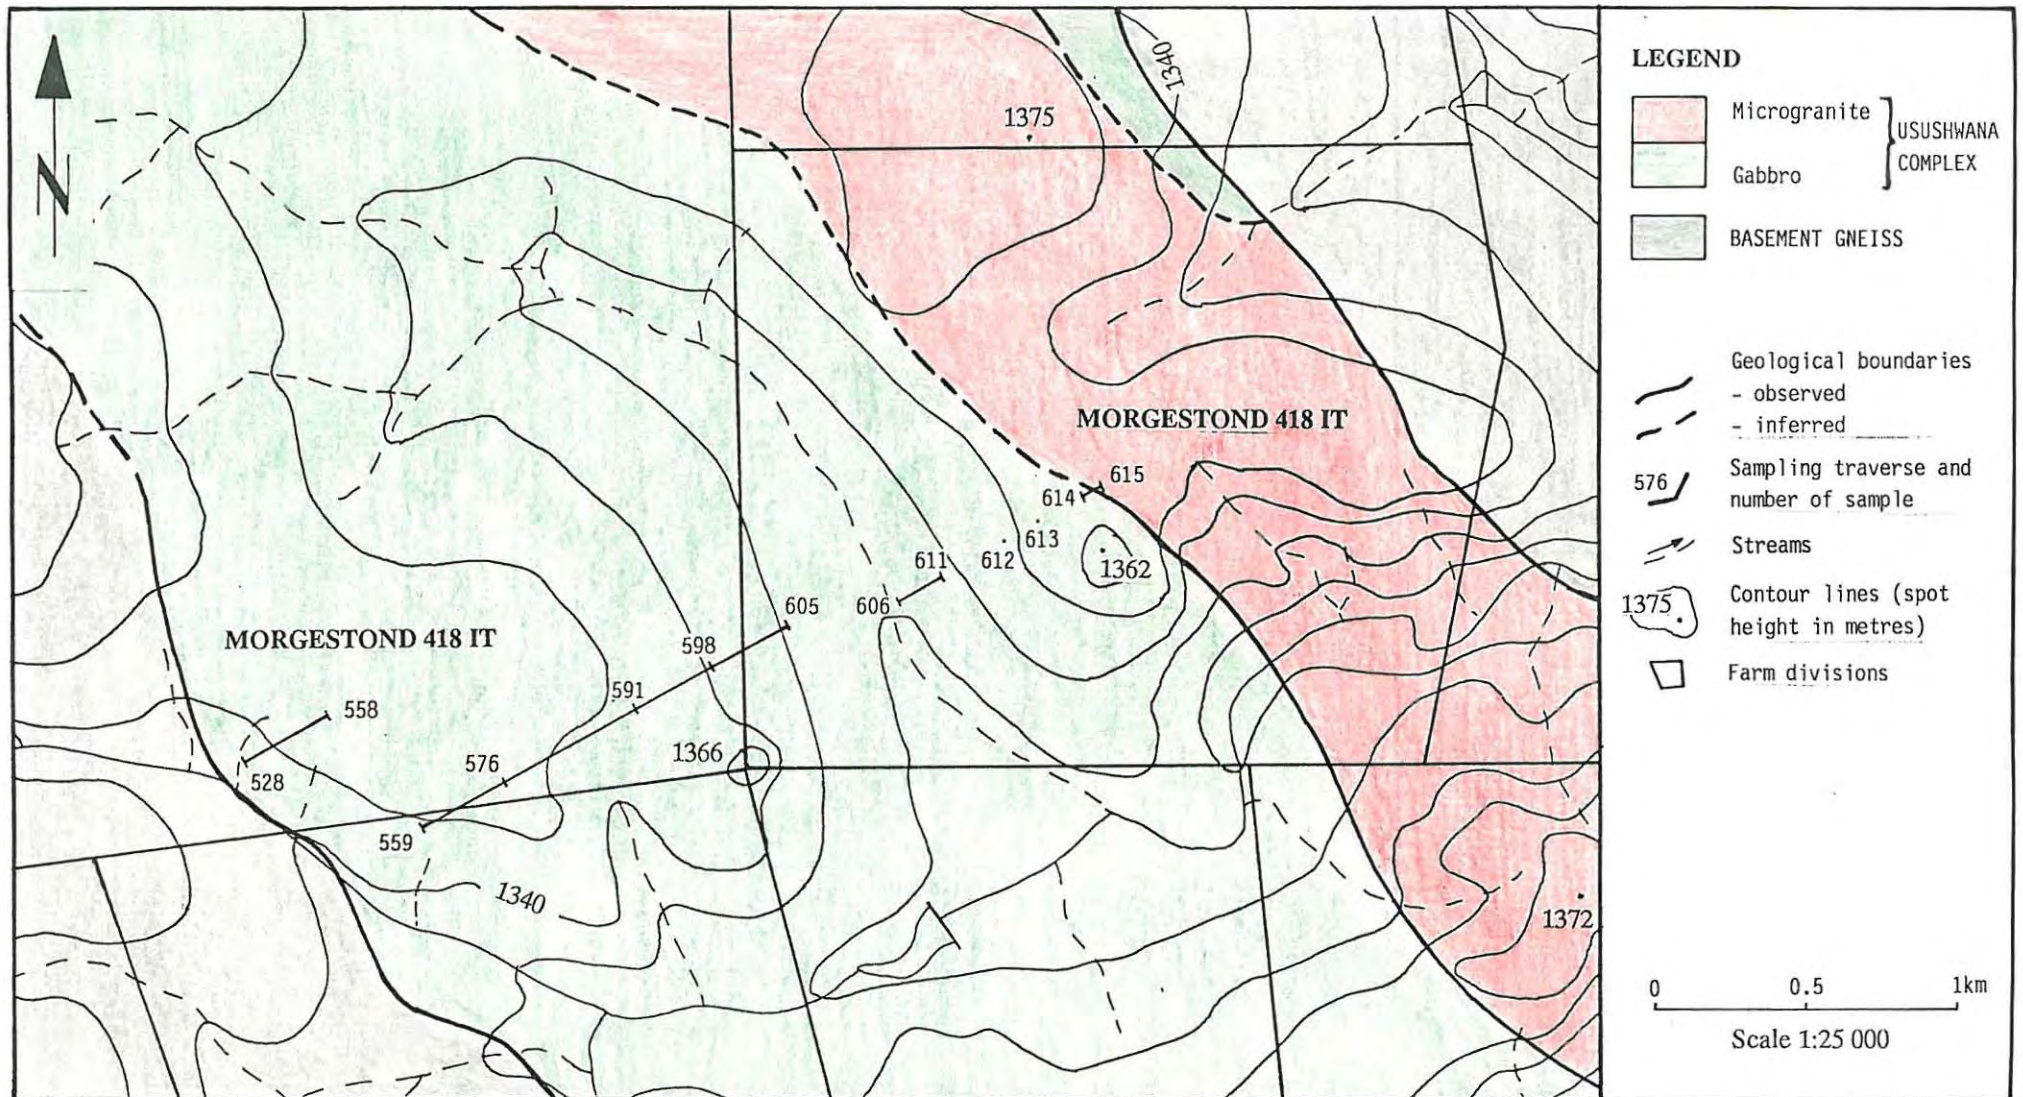 N
1340
1375
MORGESTOND 418 IT
615
614
613
612
611
1362
606
605
598
MORGESTOND 418 IT
591
558
1366
576
528
559
1340
1372
LEGEND
Microgranite
Gabbro
USUSHWANA
COMPLEX
BASEMENT GNEISS
Geological boundaries
- observed
- inferred
576
Sampling traverse and
number of sample
Streams
1375
Contour lines (spot
height in metres)
Farm divisions
0 0.5 1km
Scale 1:25 000